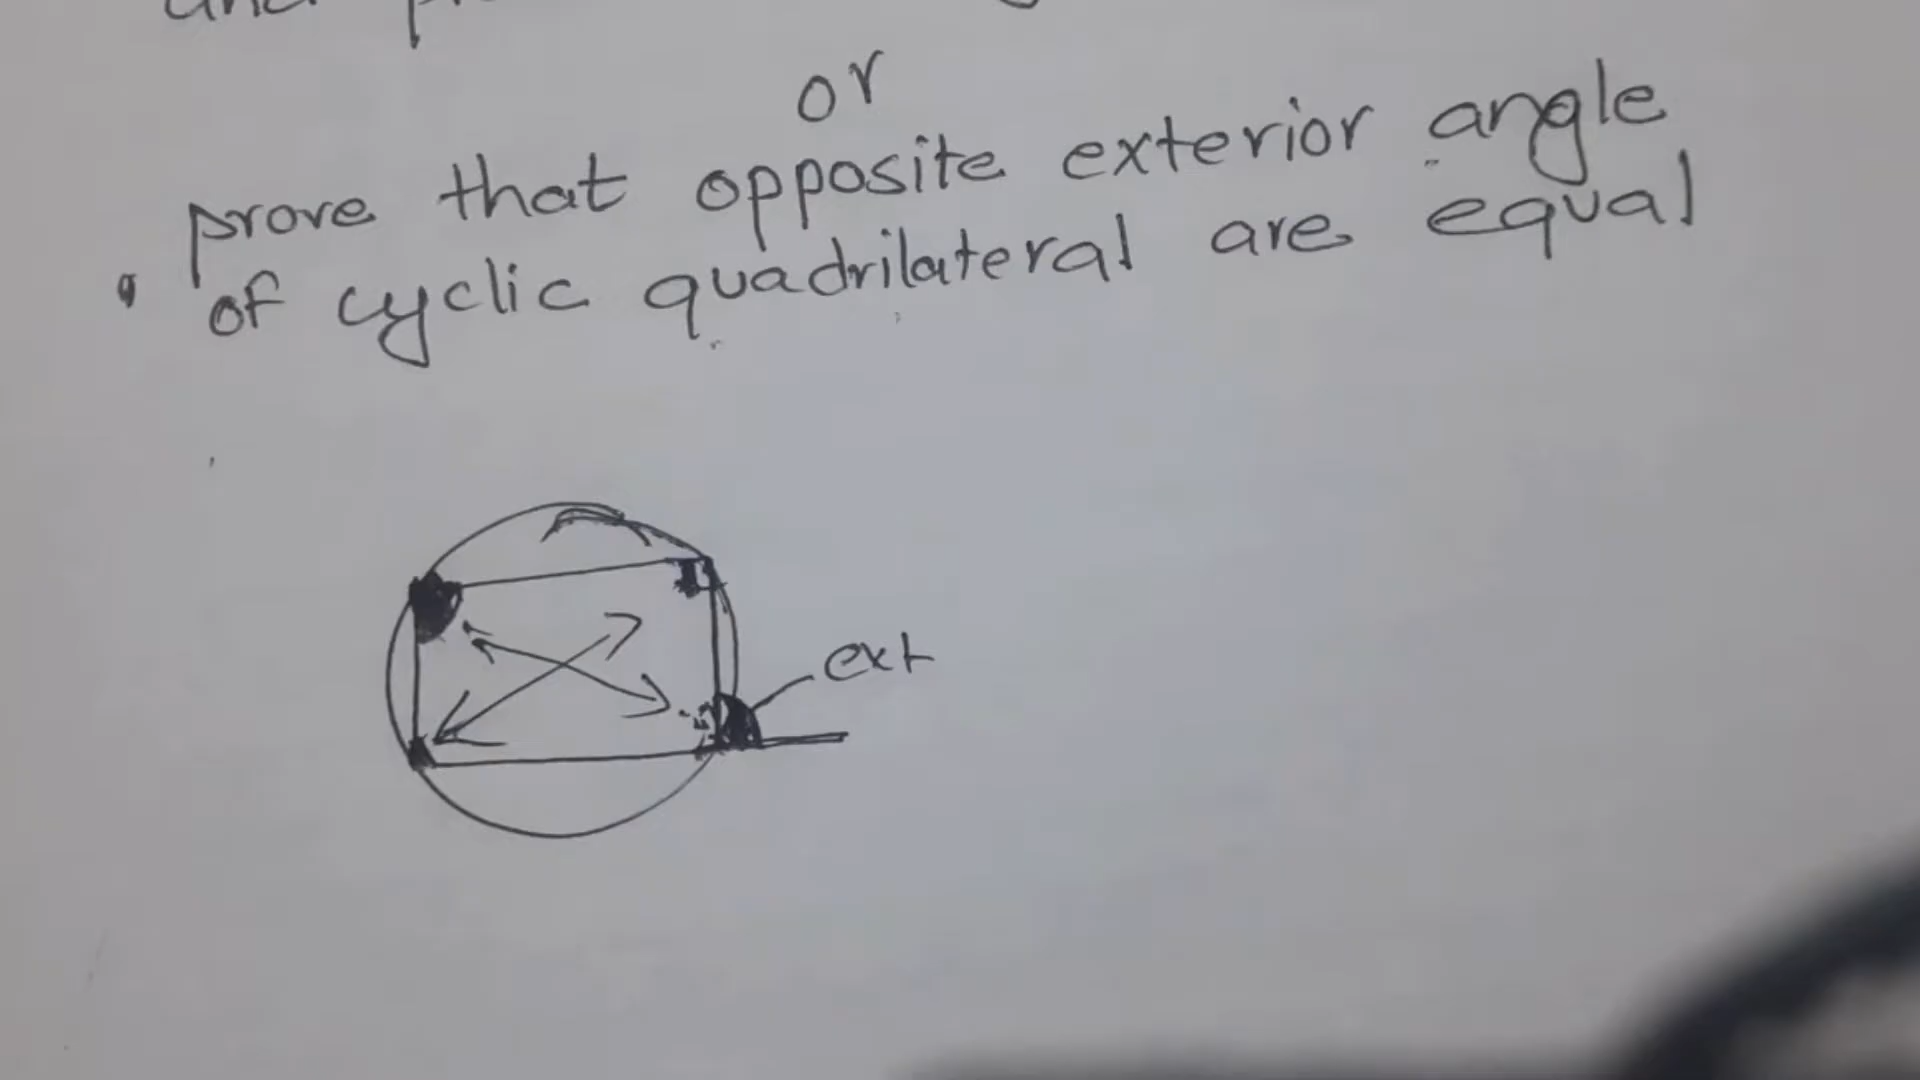 or
prove that opposite exterior angle
of cyclic quadrilateral are equal
ext